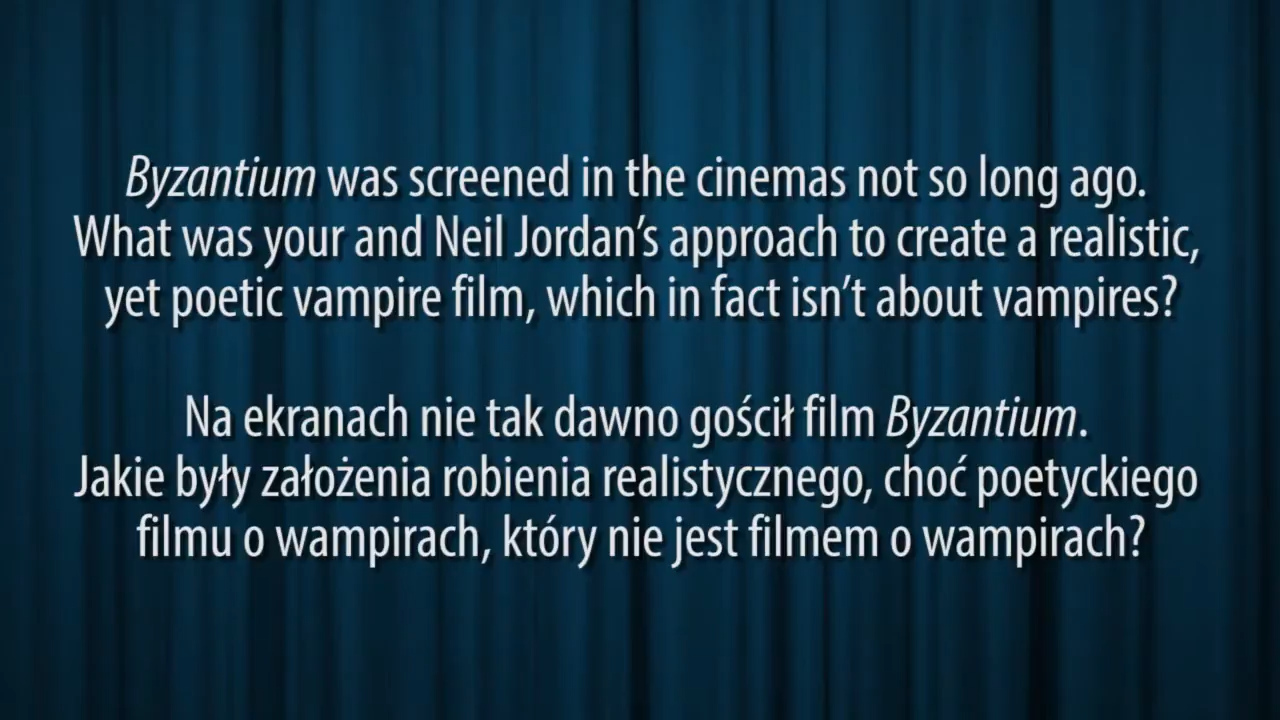 Byzantium was screened in the cinemas not so long ago.
What was your and Neil Jordan's approach to create a realistic,
yet poetic vampire film, which in fact isn't about vampires?
Na ekranach nie tak dawno gościł film Byzantium.
Jakie były założenia robienia realistycznego, choć poetyckiego
filmu o wampirach, który nie jest filmem o wampirach?